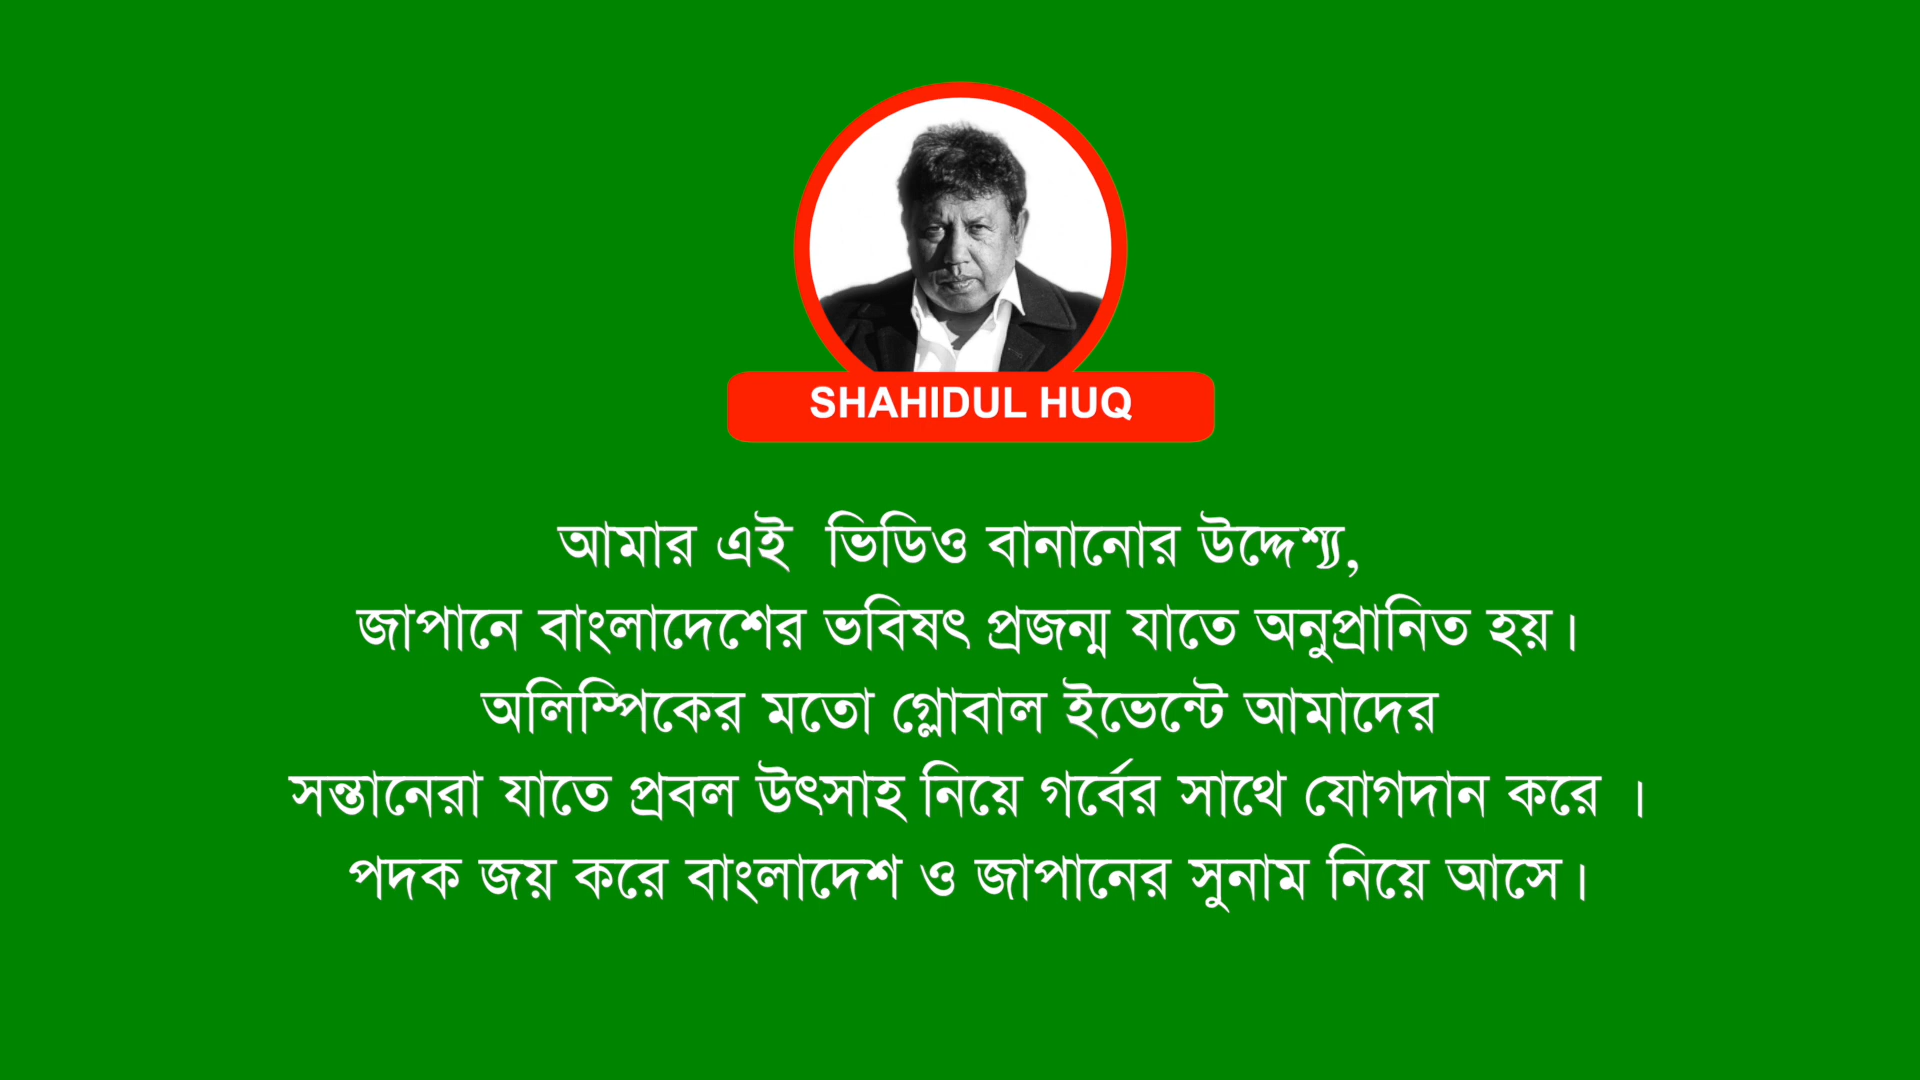 SHAHIDUL HUQ
আমার এই ভিডিও বানানোর উদ্দেশ্য,
জাপানে বাংলাদেশের ভবিষৎ প্রজন্ম যাতে অনুপ্রানিত হয়।
অলিম্পিকের মতো গ্লোবাল ইভেন্টে আমাদের
সন্তানেরা যাতে প্রবল উৎসাহ নিয়ে গর্বের সাথে যোগদান করে ।
পদক জয় করে বাংলাদেশ ও জাপানের সুনাম নিয়ে আসে।